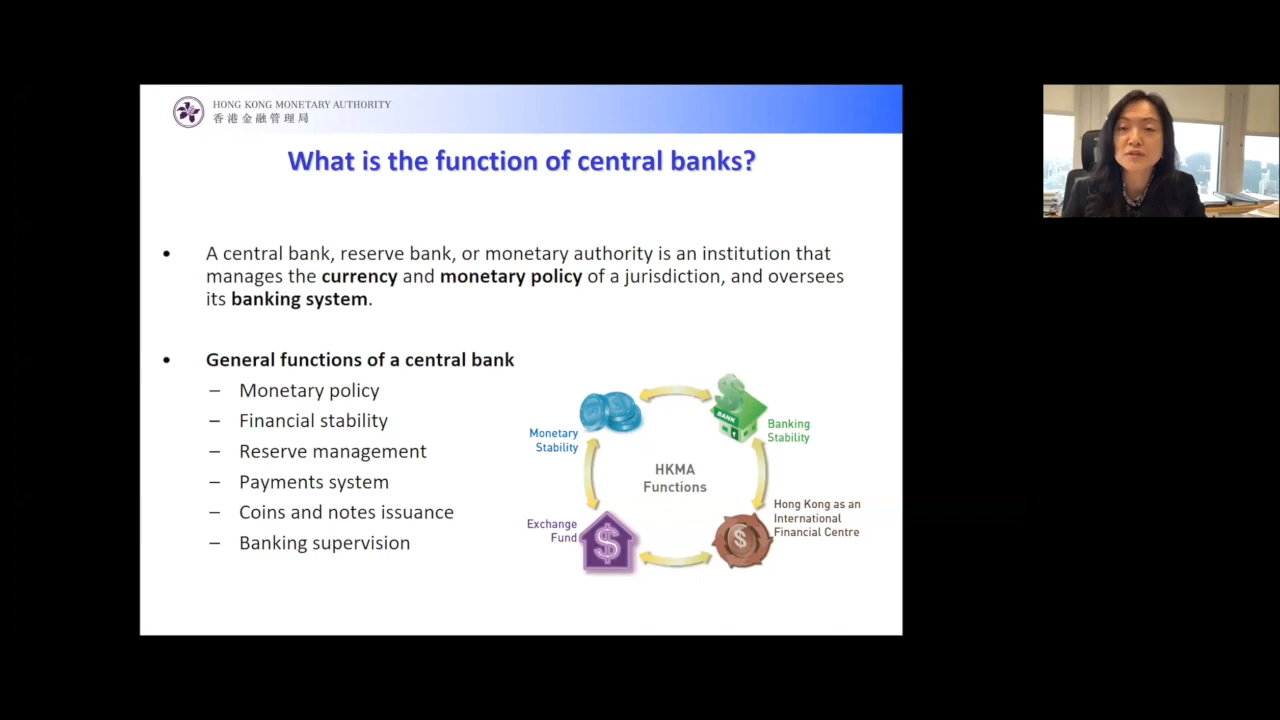 HONG KONG MONETARY AUTHORITY
香港金融管理局
What is the function of central banks?
• A central bank, reserve bank, or monetary authority is an institution that
manages the currency and monetary policy of a jurisdiction, and oversees
its banking system.
• General functions of a central bank
– Monetary policy
– Financial stability
– Reserve management
– Payments system
– Coins and notes issuance
– Banking supervision
Monetary
Stability
BANK
Banking
Stability
HKMA
Functions
Exchange
Fund
$
$
Hong Kong as an
International
Financial Centre